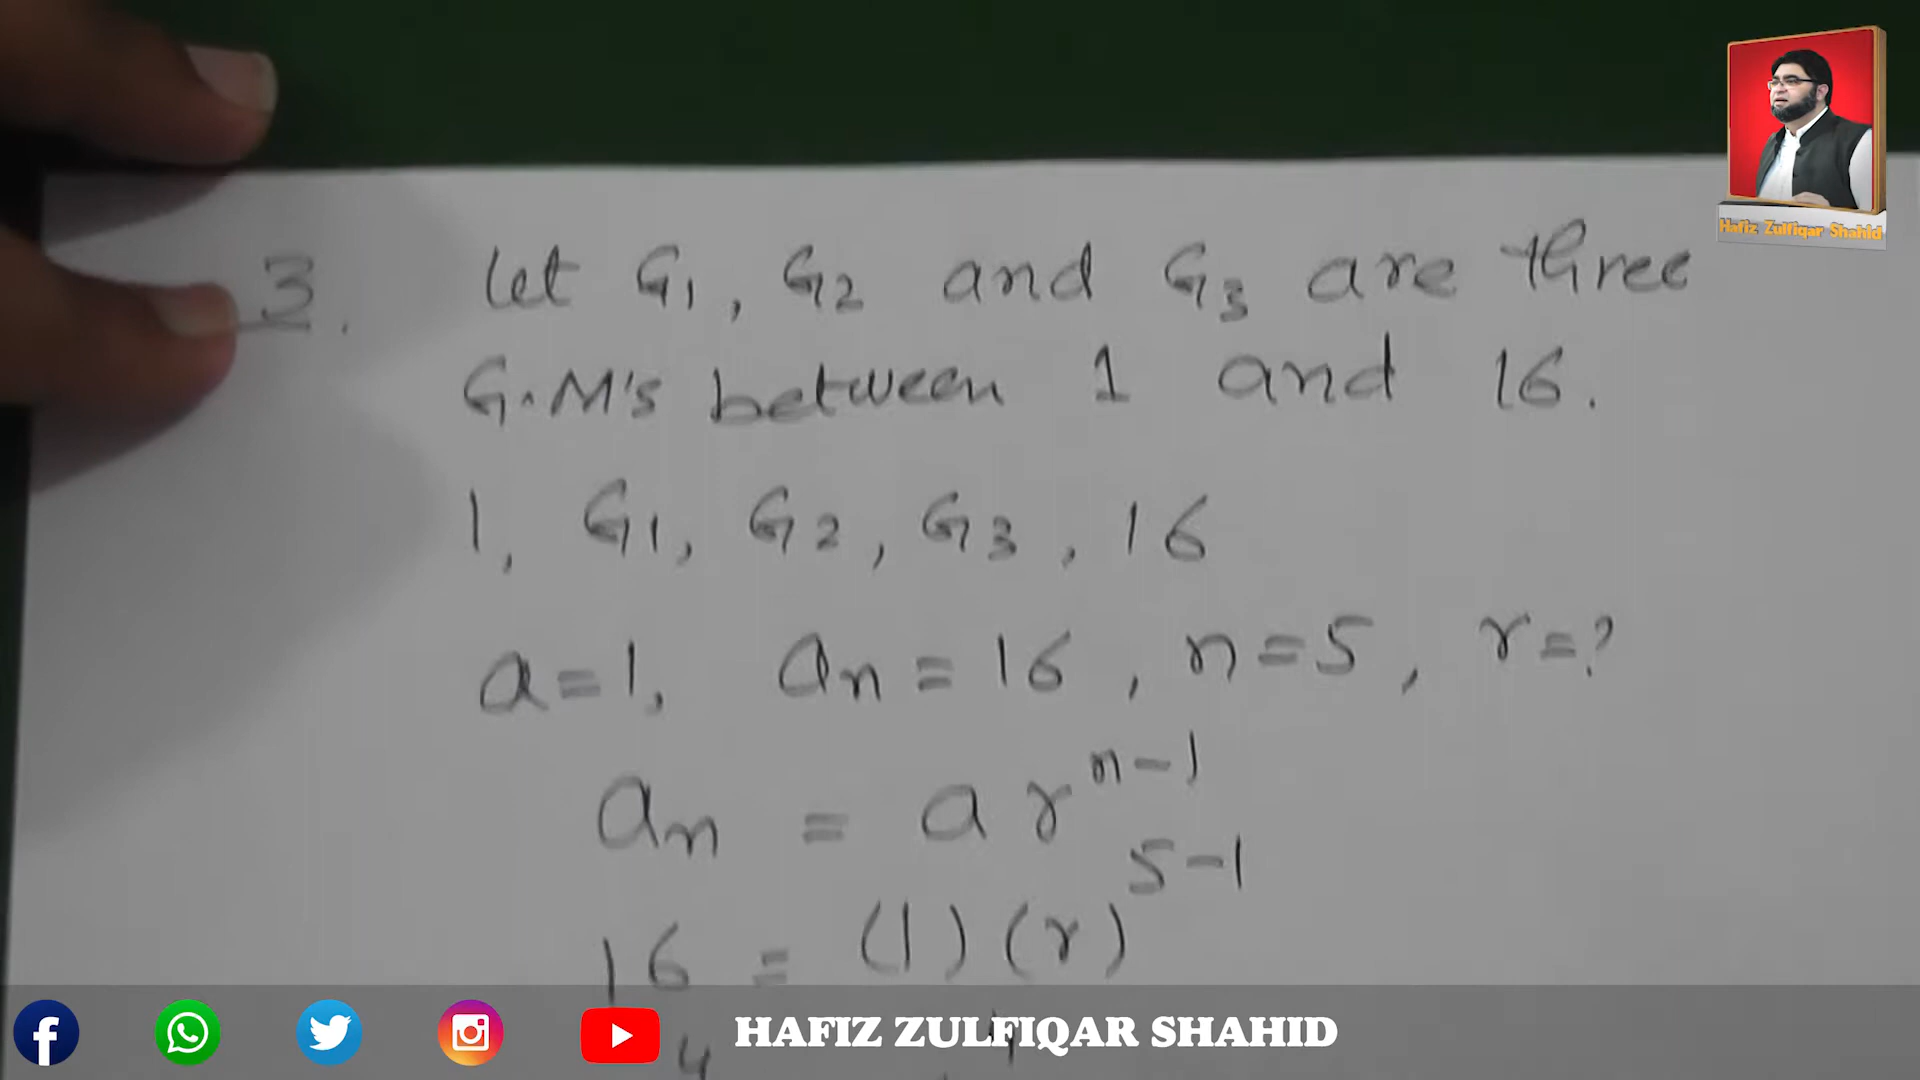 Hafiz Zulfiqar Shahid
3. Let G1, G2 and G3 are three
G.M's between 1 and 16.
1, G1, G2, G3, 16
a=1, an = 16, n=5, r=?
an = a r^n-1
16 = (1)(r)^5-1
HAFIZ ZULFIQAR SHAHID